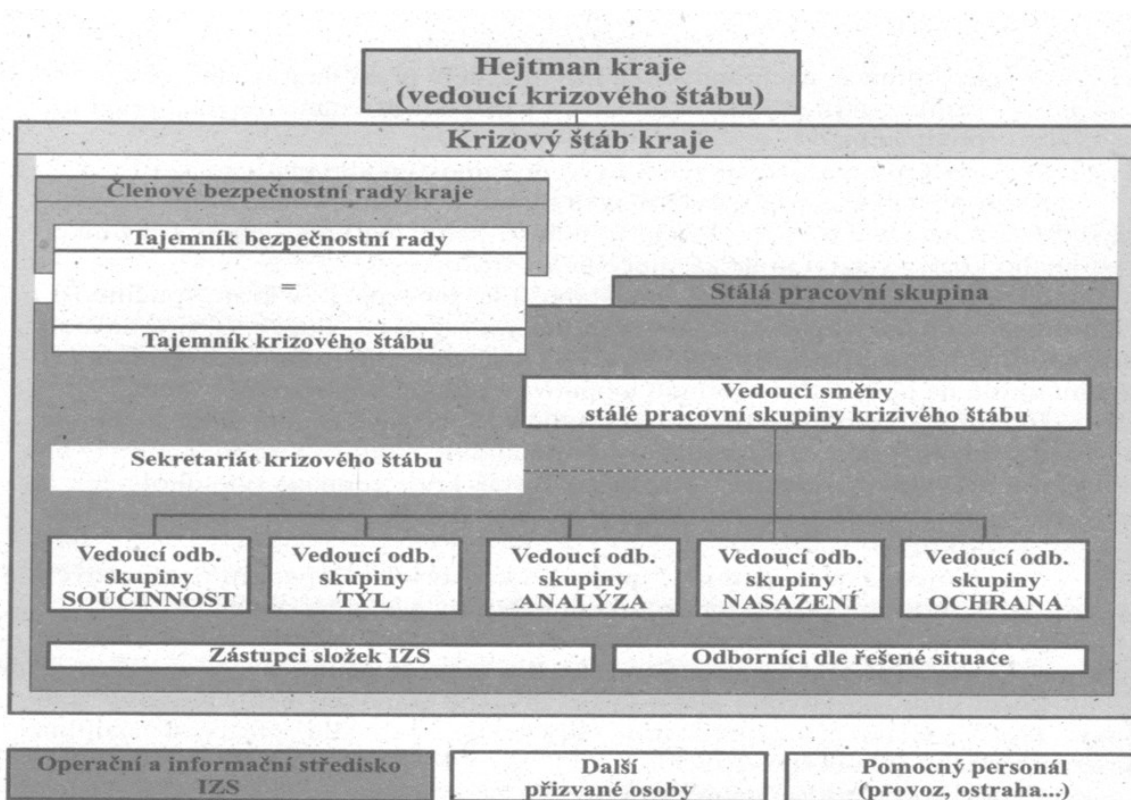 Hejtman kraje
(vedoucí krizového štábu)
Krizový štáb kraje
Členové bezpečnostní rady kraje
Tajemník bezpečnostní rady
=
Tajemník krizového štábu
Stálá pracovní skupina
Vedoucí směny
stálé pracovní skupiny krizivého štábu
Sekretariát krizového štábu
Vedoucí odb.
skupiny
SOUČINNOST
Vedoucí odb.
skupiny
TÝL
Vedoucí odb.
skupiny
ANALÝZA
Vedoucí odb.
skupiny
NASAZENÍ
Vedoucí odb.
skupiny
OCHRANA
Zástupci složek IZS
Odborníci dle řešené situace
Operační a informační středisko
IZS
Další
přizvané osoby
Pomocný personál
(provoz, ostraha...)